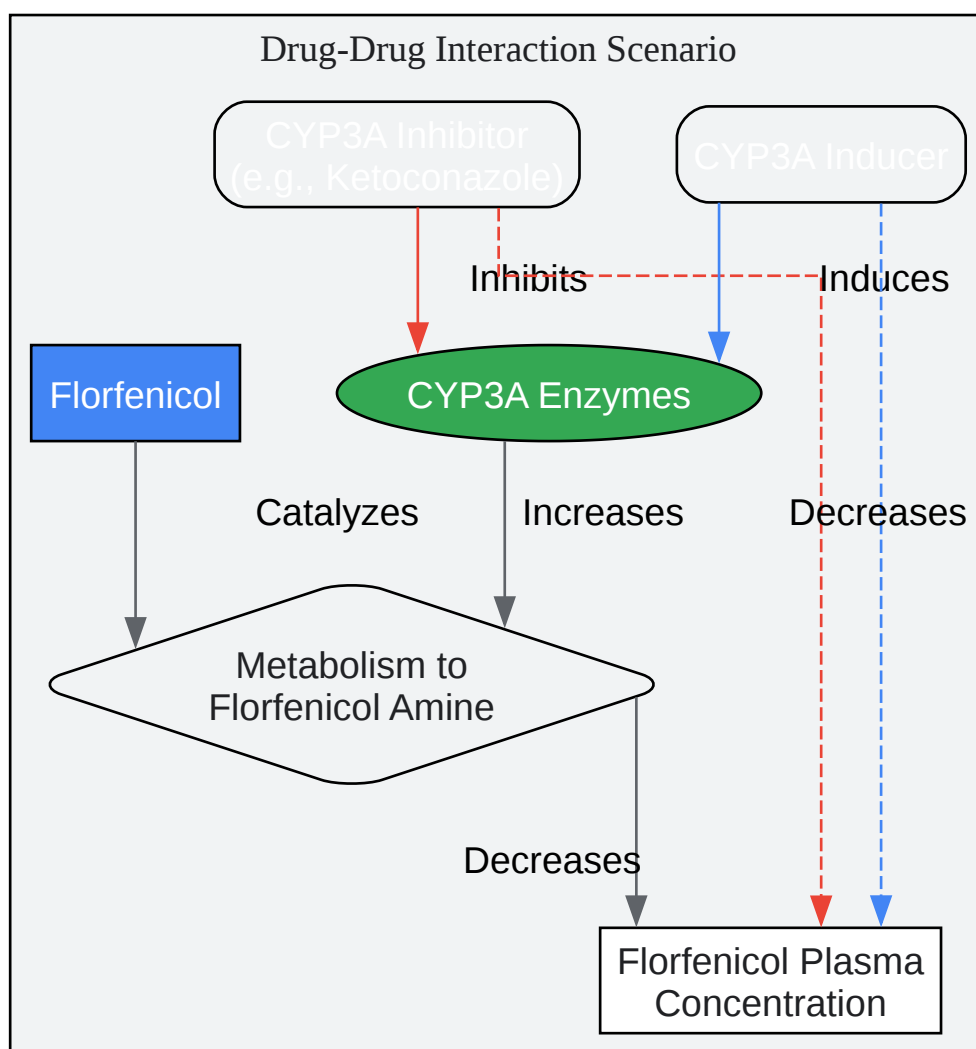 Drug-Drug Interaction Scenario
CYP3A Inhibitor
(e.g., Ketoconazole)
CYP3A Inducer
Inhibits
Induces
Florfenicol
CYP3A Enzymes
Catalyzes
Increases
Decreases
Metabolism to
Florfenicol Amine
Decreases
Florfenicol Plasma
Concentration